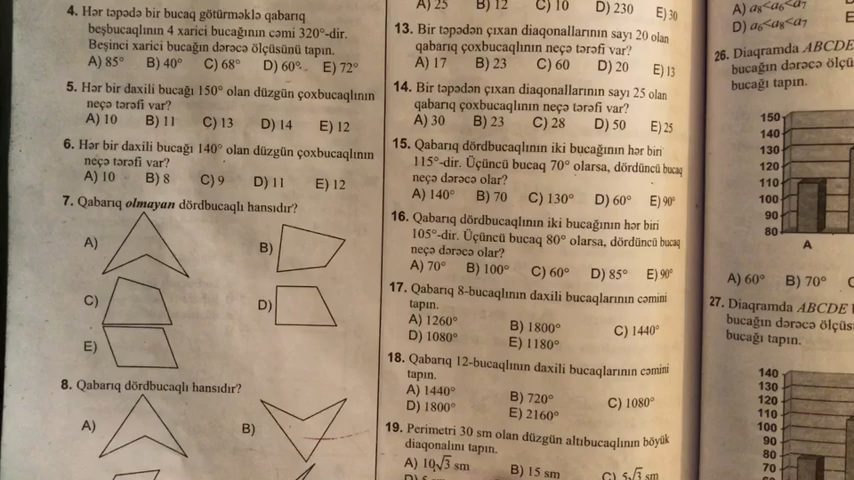 4. Hər təpədə bir bucaq götürməklə qabarıq
beşbucaqlının 4 xarici bucağının cəmi 320°-dir.
Beşinci xarici bucağın dərəcə ölçüsünü tapın.
A) 85° B) 40° C) 68° D) 60° E) 72°
5. Hər bir daxili bucağı 150° olan düzgün çoxbucaqlının
neçə tərəfi var?
A) 10 B) 11 C) 13 D) 14 E) 12
6. Hər bir daxili bucağı 140° olan düzgün çoxbucaqlının
neçə tərəfi var?
A) 10 B) 8 C) 9 D) 11 E) 12
7. Qabarıq olmayan dördbucaqlı hansıdır?
A) B)
C) D)
E)
8. Qabarıq dördbucaqlı hansıdır?
A) B)
A) 25 B) 12 C) 10 D) 230 E) 30
13. Bir təpədən çıxan diaqonallarının sayı 20 olan
qabarıq çoxbucaqlının neçə tərəfi var?
A) 17 B) 23 C) 60 D) 20 E) 13
14. Bir təpədən çıxan diaqonallarının sayı 25 olan
qabarıq çoxbucaqlının neçə tərəfi var?
A) 30 B) 23 C) 28 D) 50 E) 25
15. Qabarıq dördbucaqlının iki bucağının hər biri
115°-dir. Üçüncü bucaq 70° olarsa, dördüncü bucaq
neçə dərəcə olar?
A) 140° B) 70 C) 130° D) 60° E) 90°
16. Qabarıq dördbucaqlının iki bucağının hər biri
105°-dir. Üçüncü bucaq 80° olarsa, dördüncü bucaq
neçə dərəcə olar?
A) 70° B) 100° C) 60° D) 85° E) 90°
17. Qabarıq 8-bucaqlının daxili bucaqlarının cəmini
tapın.
A) 1260° B) 1800° C) 1440°
D) 1080° E) 1180°
18. Qabarıq 12-bucaqlının daxili bucaqlarının cəmini
tapın.
A) 1440° B) 720° C) 1080°
D) 1800° E) 2160°
19. Perimetri 30 sm olan düzgün altıbucaqlının böyük
diaqonalını tapın.
A) 10√3 sm B) 15 sm C) 5√3 sm
A) a₈<a₆<a₇
D) a₆<a₈<a₇
26. Diaqramda ABCDE
bucağın dərəcə ölçü
bucağı tapın.
150
140
130
120
110
100
90
80
A
A) 60° B) 70°
27. Diaqramda ABCDE
bucağın dərəcə ölçüs
bucağı tapın.
140
130
120
110
100
90
80
70